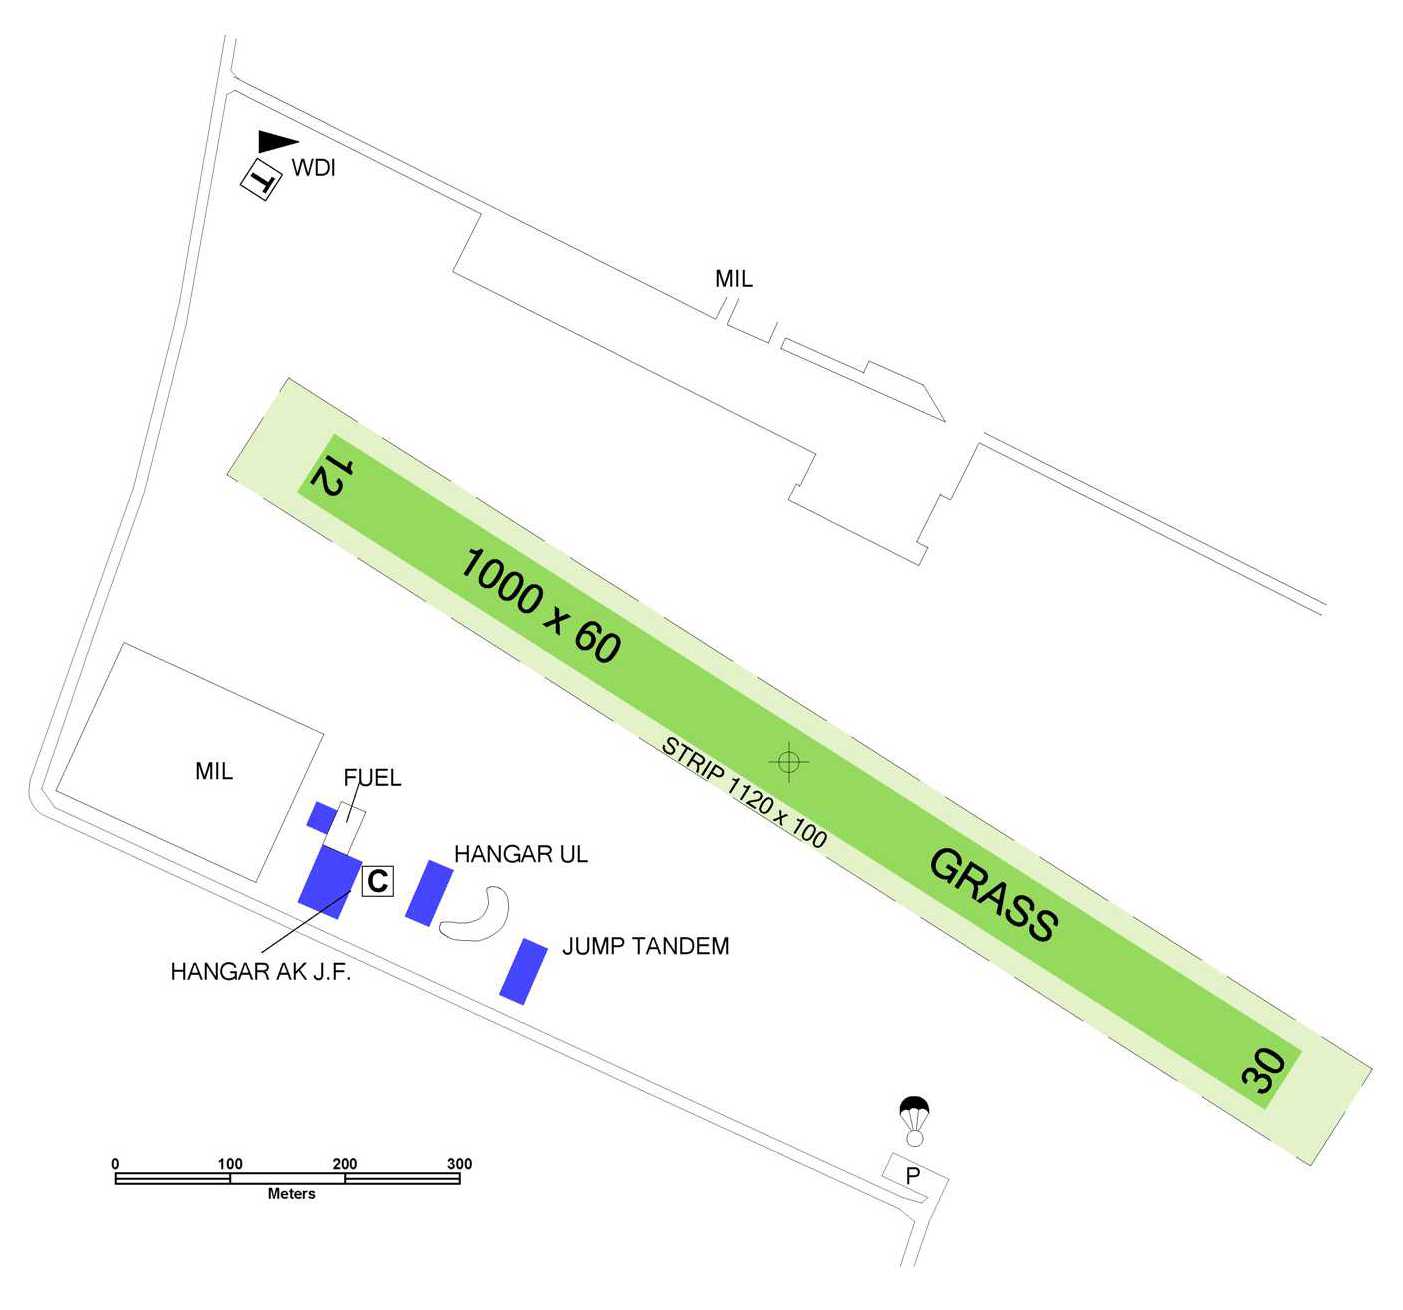 WDI
T
MIL
12
1000 x 60
STRIP 1120 x 100
GRASS
30
MIL
FUEL
C
HANGAR UL
HANGAR AK J.F.
JUMP TANDEM
P
0 100 200 300
Meters